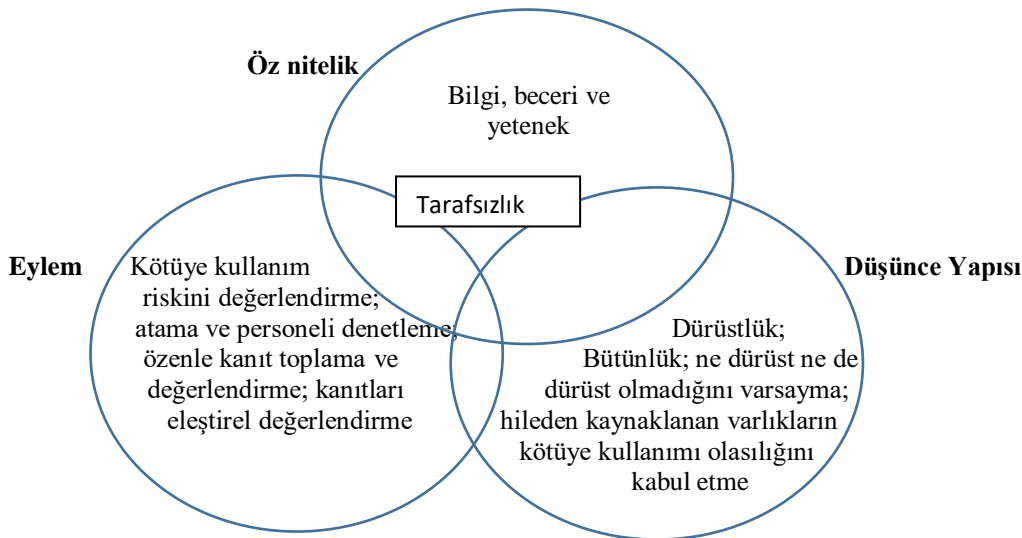 Öz nitelik
Bilgi, beceri ve
yetenek
Tarafsızlık
Eylem
Kötüye kullanım
riskini değerlendirme;
atama ve personeli denetleme;
özenle kanıt toplama ve
değerlendirme; kanıtları
eleştirel değerlendirme
Düşünce Yapısı
Dürüstlük;
Bütünlük; ne dürüst ne de
dürüst olmadığını varsayma;
hileden kaynaklanan varlıkların
kötüye kullanımı olasılığını
kabul etme